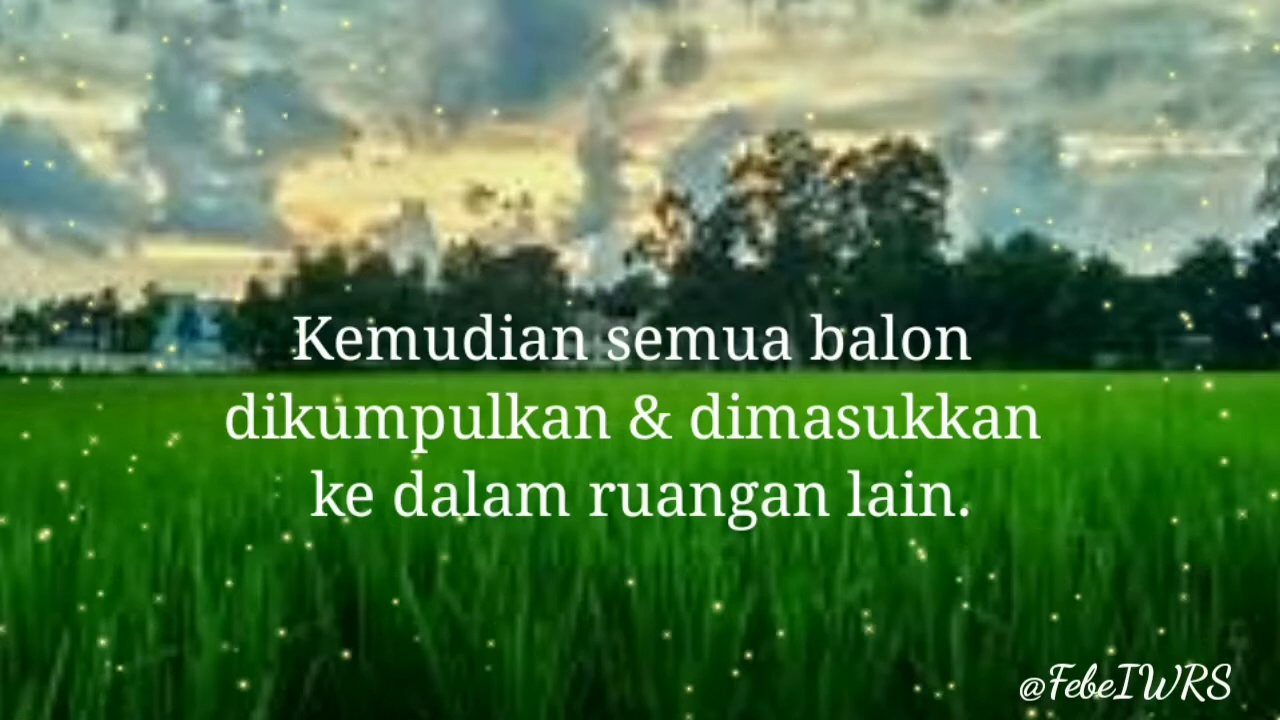 Kemudian semua balon
dikumpulkan & dimasukkan
ke dalam ruangan lain.
@FebeIWRS